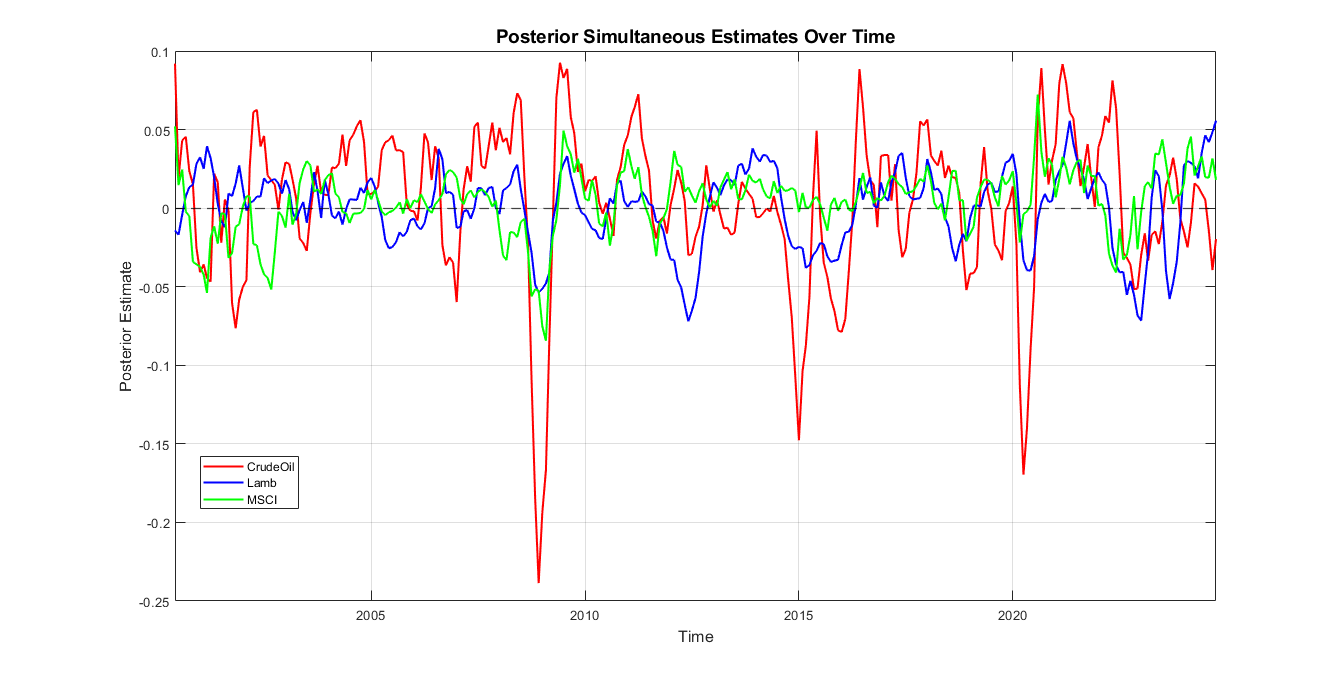 Posterior Simultaneous Estimates Over Time
0.1
0.05
0
-0.05
-0.1
-0.15
-0.2
-0.25
Posterior Estimate
CrudeOil
Lamb
MSCI
2005
2010
2015
2020
Time